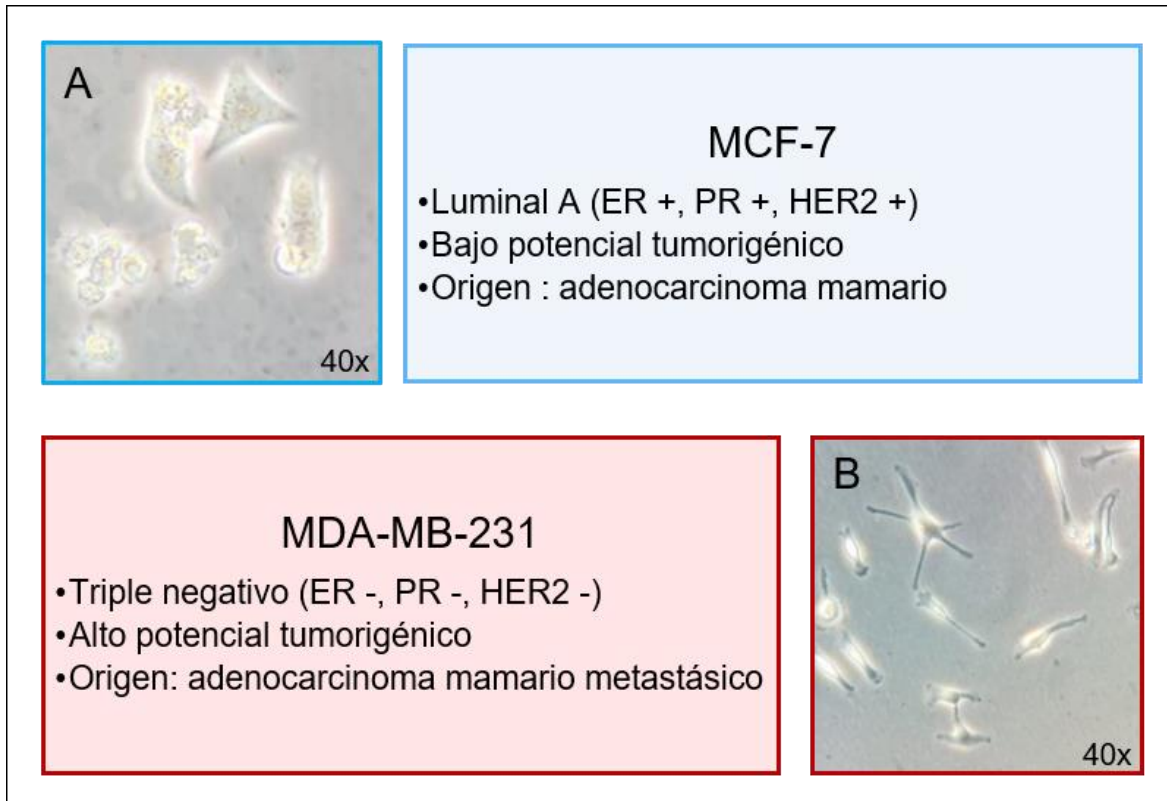 A
40x
MCF-7
•Luminal A (ER +, PR +, HER2 +)
•Bajo potencial tumorigénico
•Origen : adenocarcinoma mamario
MDA-MB-231
•Triple negativo (ER -, PR -, HER2 -)
•Alto potencial tumorigénico
•Origen: adenocarcinoma mamario metastásico
B
40x